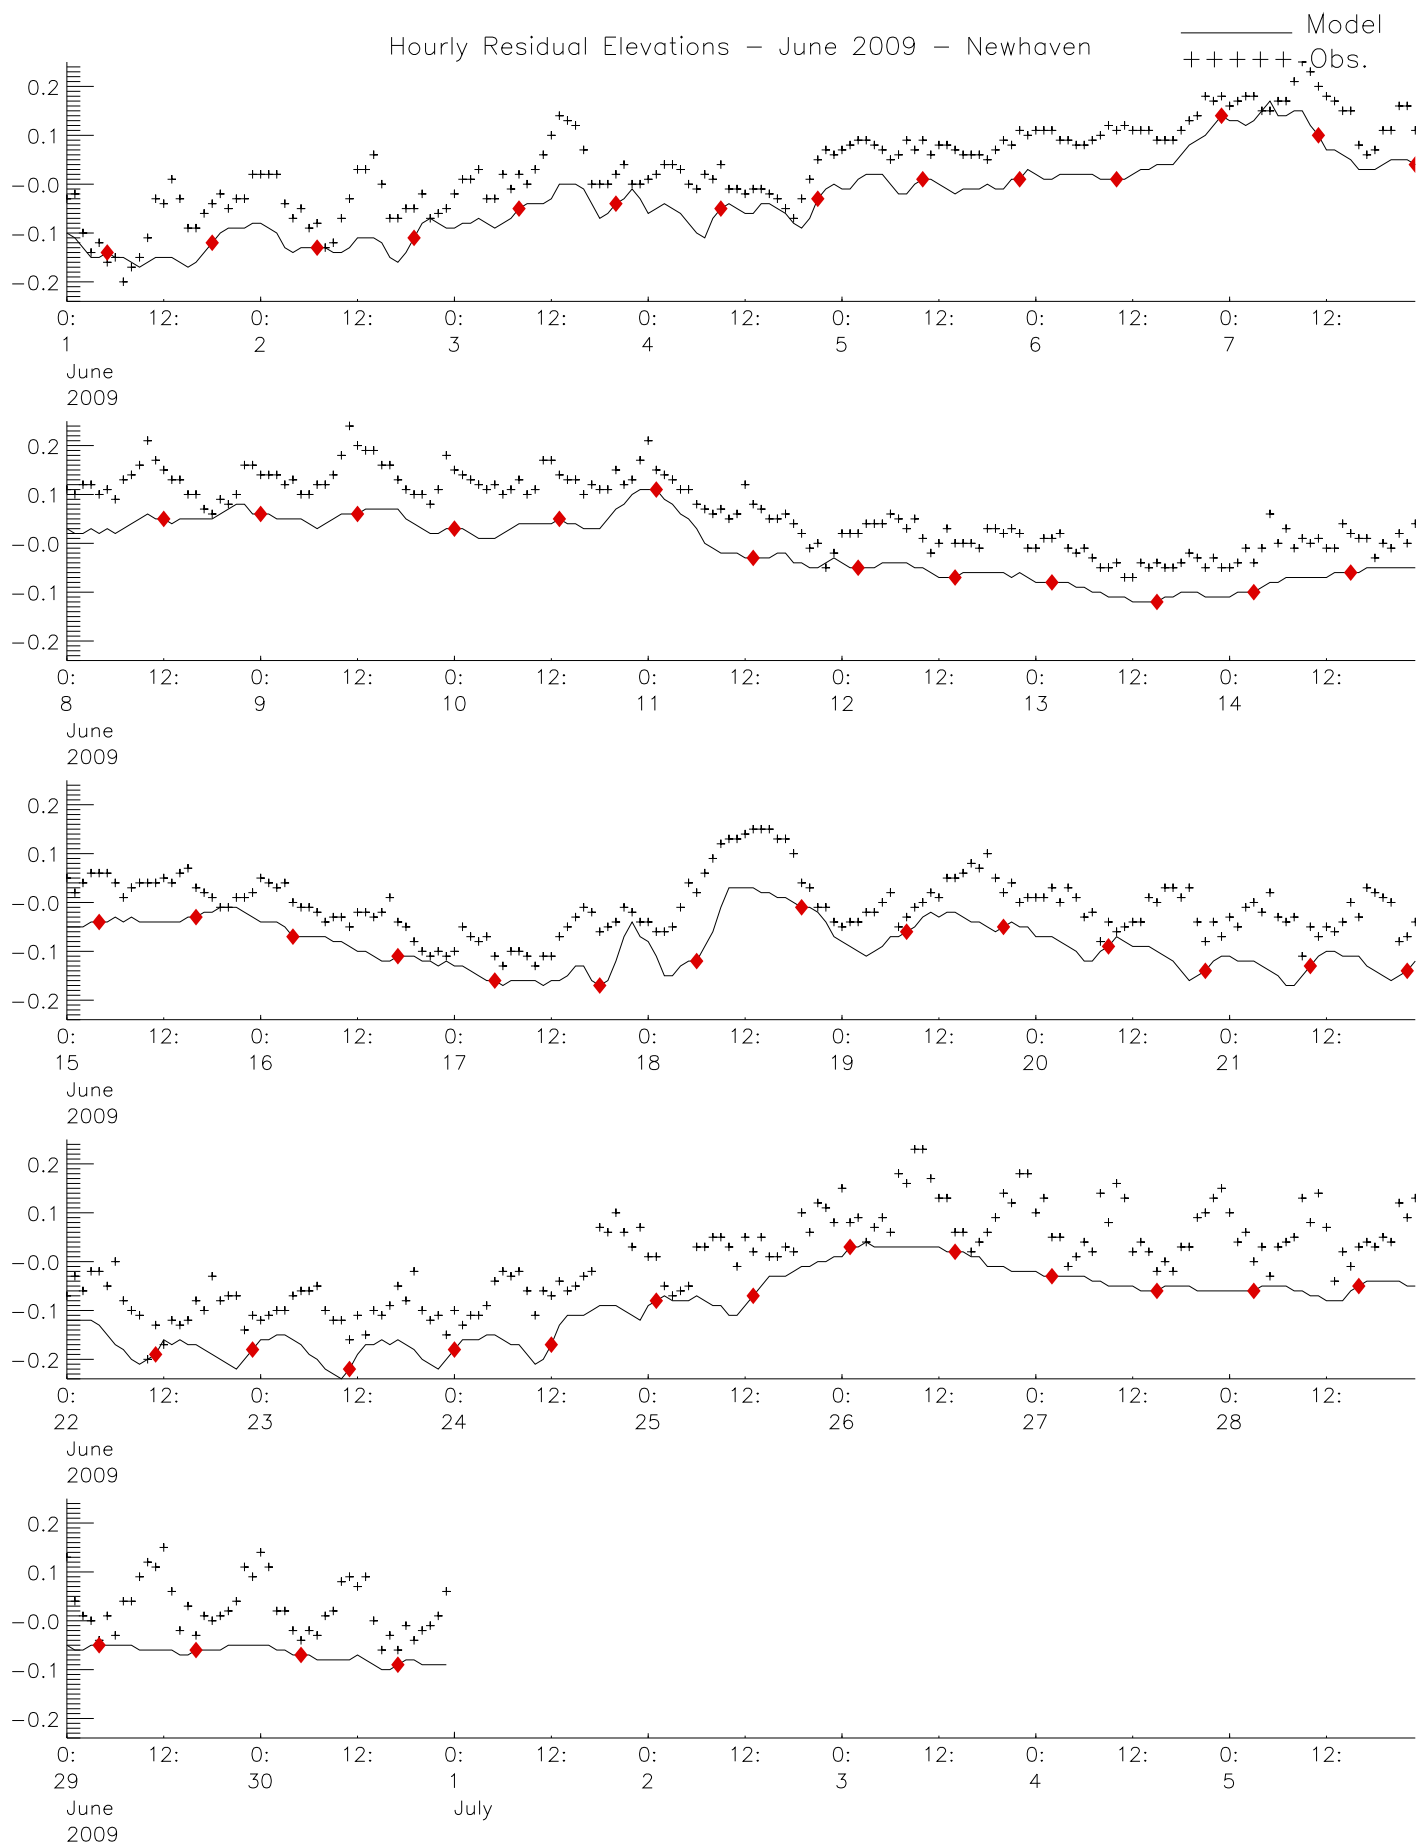 Hourly Residual Elevations – June 2009 – Newhaven
Model
+++++ Obs.
0.2
0.1
−0.0
−0.1
−0.2
0: 12: 0: 12: 0: 12: 0: 12: 0: 12: 0: 12: 0: 12:
1 2 3 4 5 6 7
June
2009
0.2
0.1
−0.0
−0.1
−0.2
0: 12: 0: 12: 0: 12: 0: 12: 0: 12: 0: 12: 0: 12:
8 9 10 11 12 13 14
June
2009
0.2
0.1
−0.0
−0.1
−0.2
0: 12: 0: 12: 0: 12: 0: 12: 0: 12: 0: 12: 0: 12:
15 16 17 18 19 20 21
June
2009
0.2
0.1
−0.0
−0.1
−0.2
0: 12: 0: 12: 0: 12: 0: 12: 0: 12: 0: 12: 0: 12:
22 23 24 25 26 27 28
June
2009
0.2
0.1
−0.0
−0.1
−0.2
0: 12: 0: 12: 0: 12: 0: 12: 0: 12: 0: 12: 0: 12:
29 30 1 2 3 4 5
June July
2009